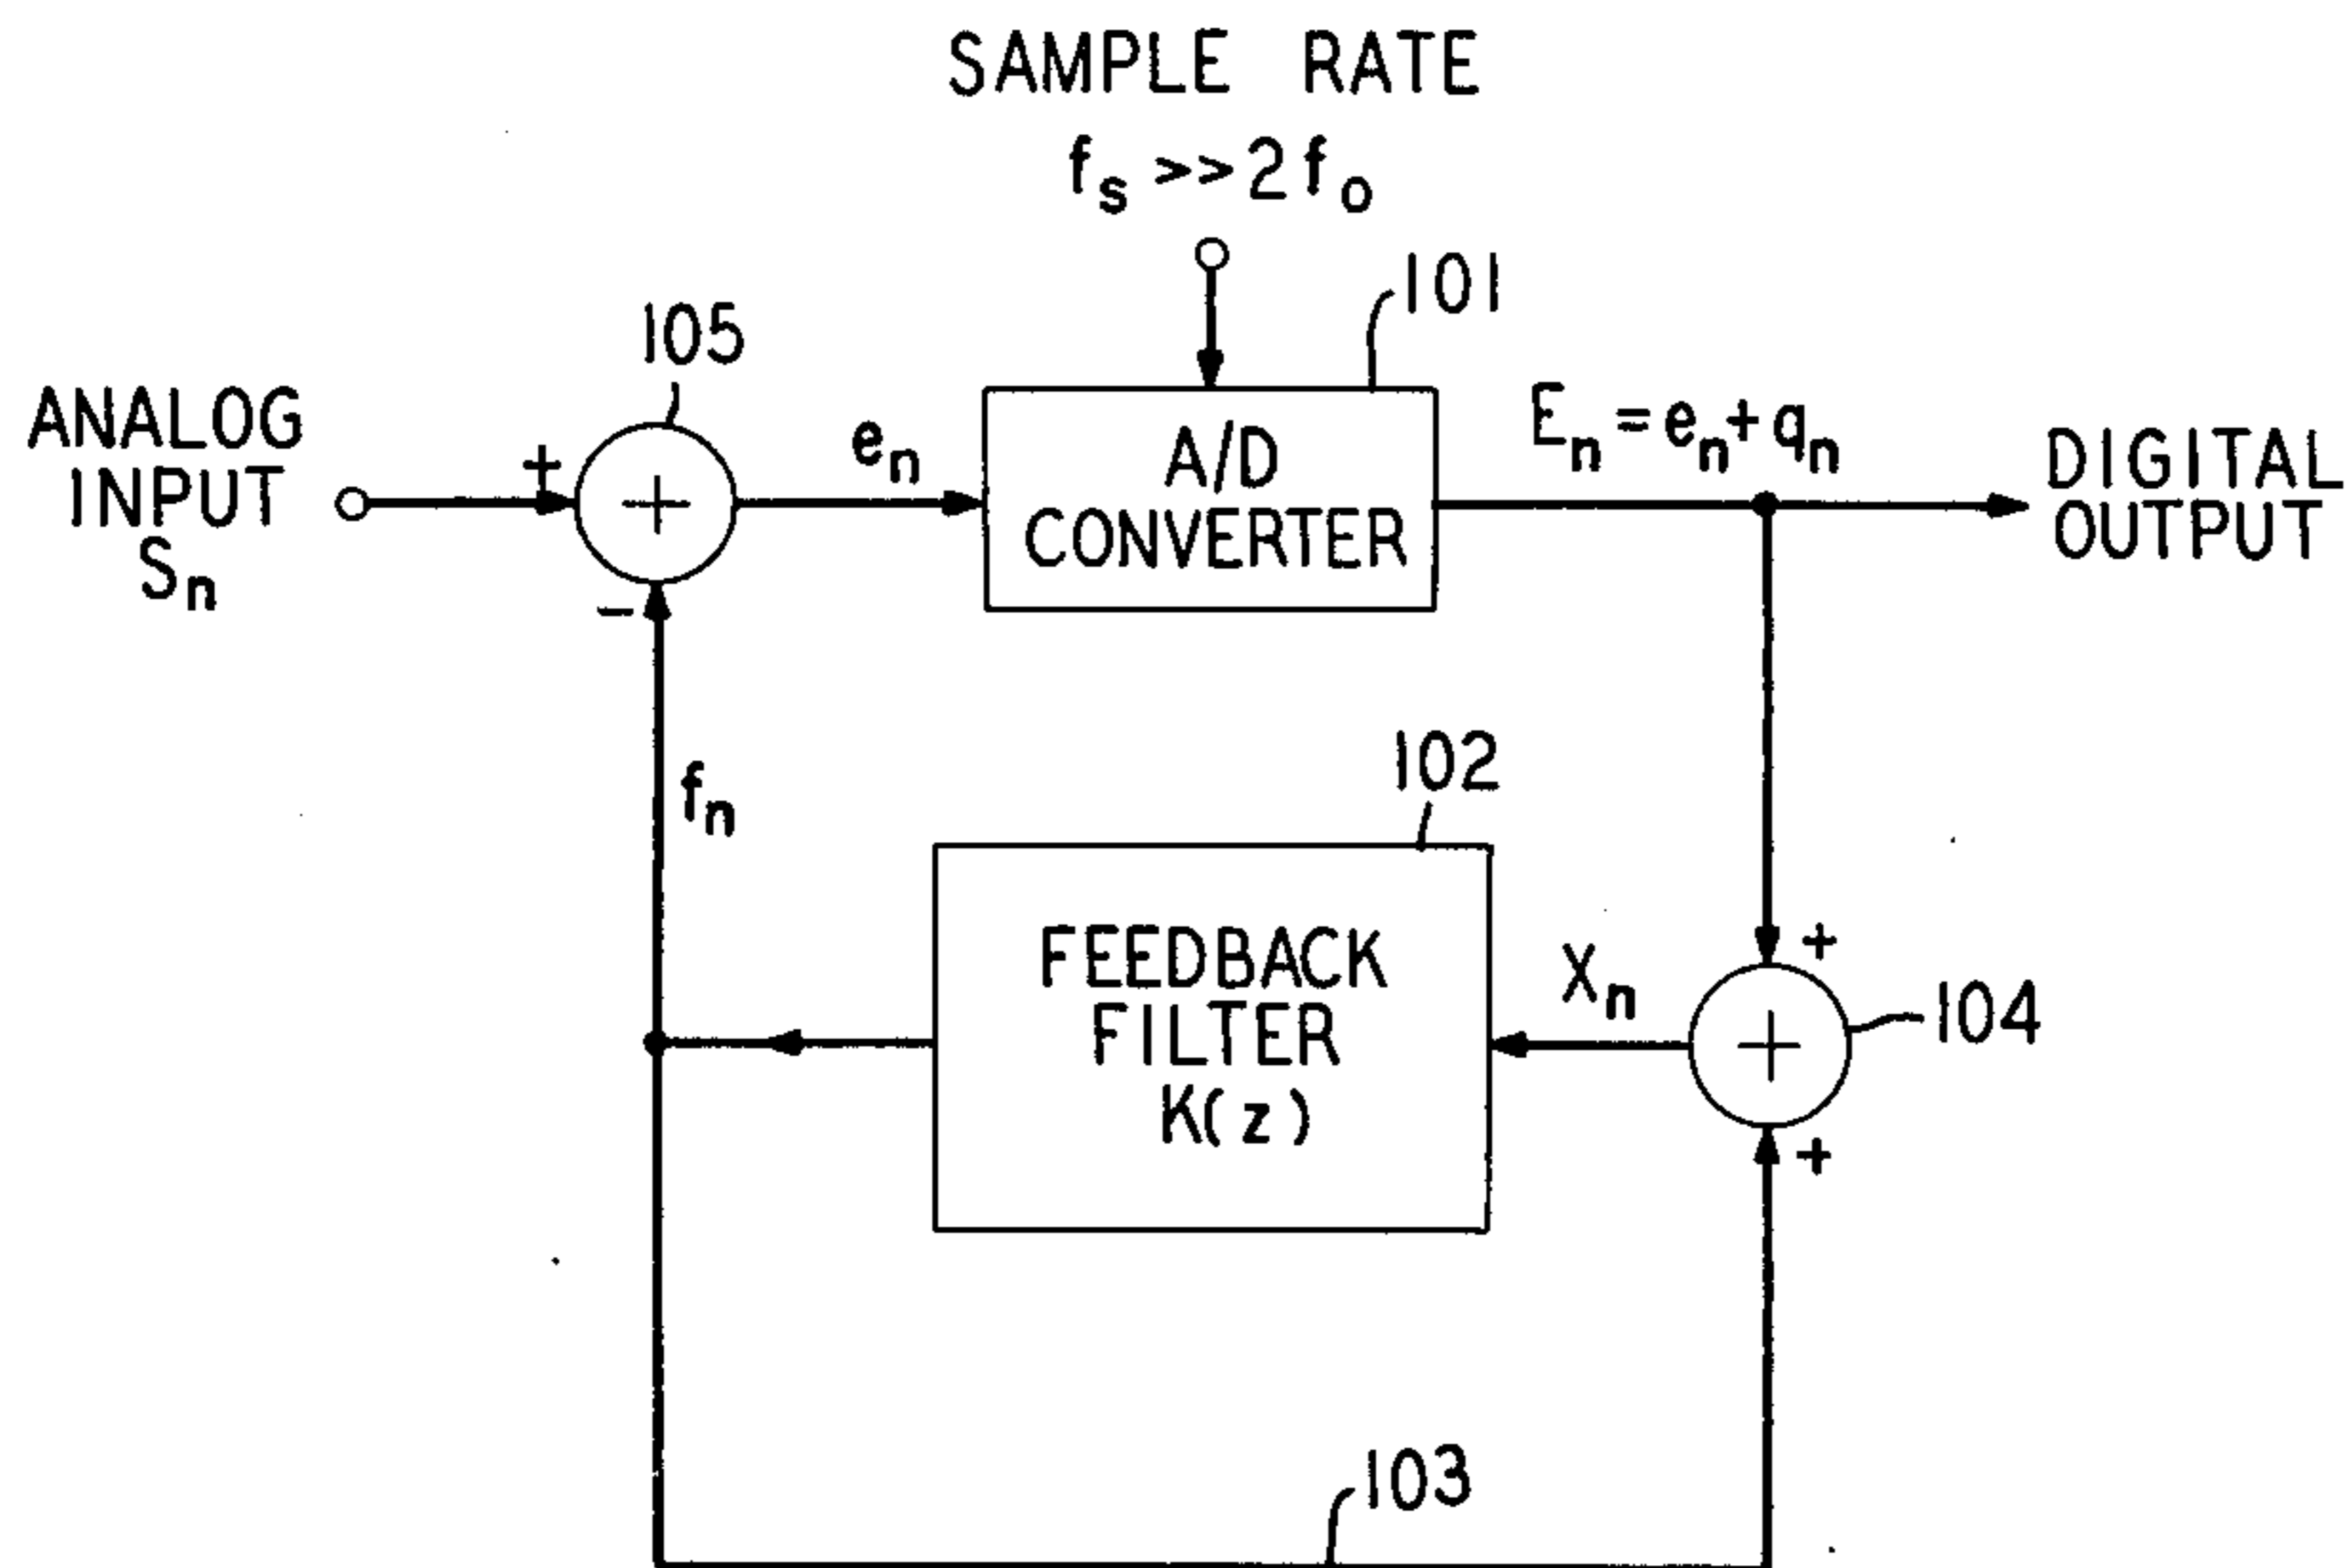 SAMPLE RATE
f_s >> 2 f_o
101
105
ANALOG
INPUT
S_n
+
+
-
e_n
A/D
CONVERTER
E_n = e_n + q_n
DIGITAL
OUTPUT
f_n
102
FEEDBACK
FILTER
K(z)
X_n
+
+
+
104
103